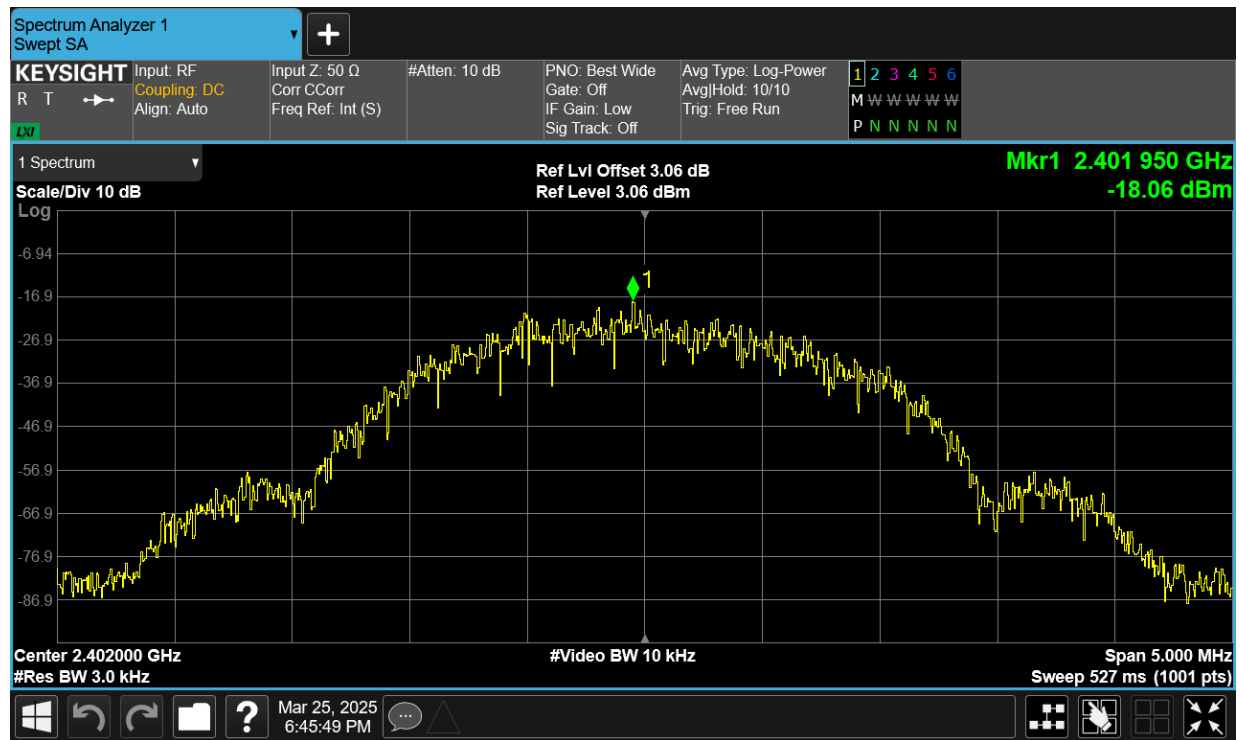 Spectrum Analyzer 1
Swept SA
+
KEYSIGHT
R T
LXI
Input: RF
Coupling: DC
Align: Auto
Input Z: 50 Ω
Corr CCorr
Freq Ref: Int (S)
#Atten: 10 dB
PNO: Best Wide
Gate: Off
IF Gain: Low
Sig Track: Off
Avg Type: Log-Power
Avg|Hold: 10/10
Trig: Free Run
1 2 3 4 5 6
M W W W W W
P N N N N N
1 Spectrum
Scale/Div 10 dB
Log
Ref Lvl Offset 3.06 dB
Ref Level 3.06 dBm
Mkr1 2.401 950 GHz
-18.06 dBm
1
-6.94
-16.9
-26.9
-36.9
-46.9
-56.9
-66.9
-76.9
-86.9
Center 2.402000 GHz
#Res BW 3.0 kHz
#Video BW 10 kHz
Span 5.000 MHz
Sweep 527 ms (1001 pts)
?
Mar 25, 2025
6:45:49 PM